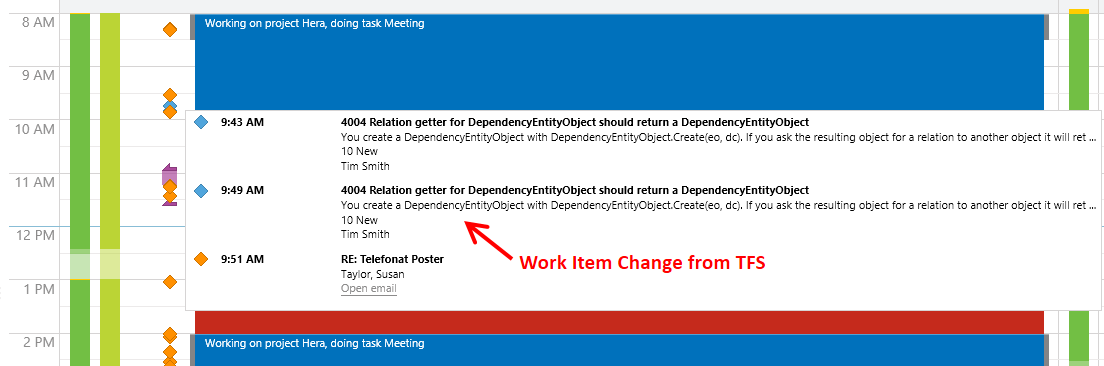 8 AM
Working on project Hera, doing task Meeting
9 AM
10 AM
9:43 AM
4004 Relation getter for DependencyEntityObject should return a DependencyEntityObject
You create a DependencyEntityObject with DependencyEntityObject.Create(eo, dc). If you ask the resulting object for a relation to another object it will ret ...
10 New
Tim Smith
11 AM
9:49 AM
4004 Relation getter for DependencyEntityObject should return a DependencyEntityObject
You create a DependencyEntityObject with DependencyEntityObject.Create(eo, dc). If you ask the resulting object for a relation to another object it will ret ...
10 New
Tim Smith
12 PM
9:51 AM
RE: Telefonat Poster
Taylor, Susan
Open email
Work Item Change from TFS
1 PM
2 PM
Working on project Hera, doing task Meeting